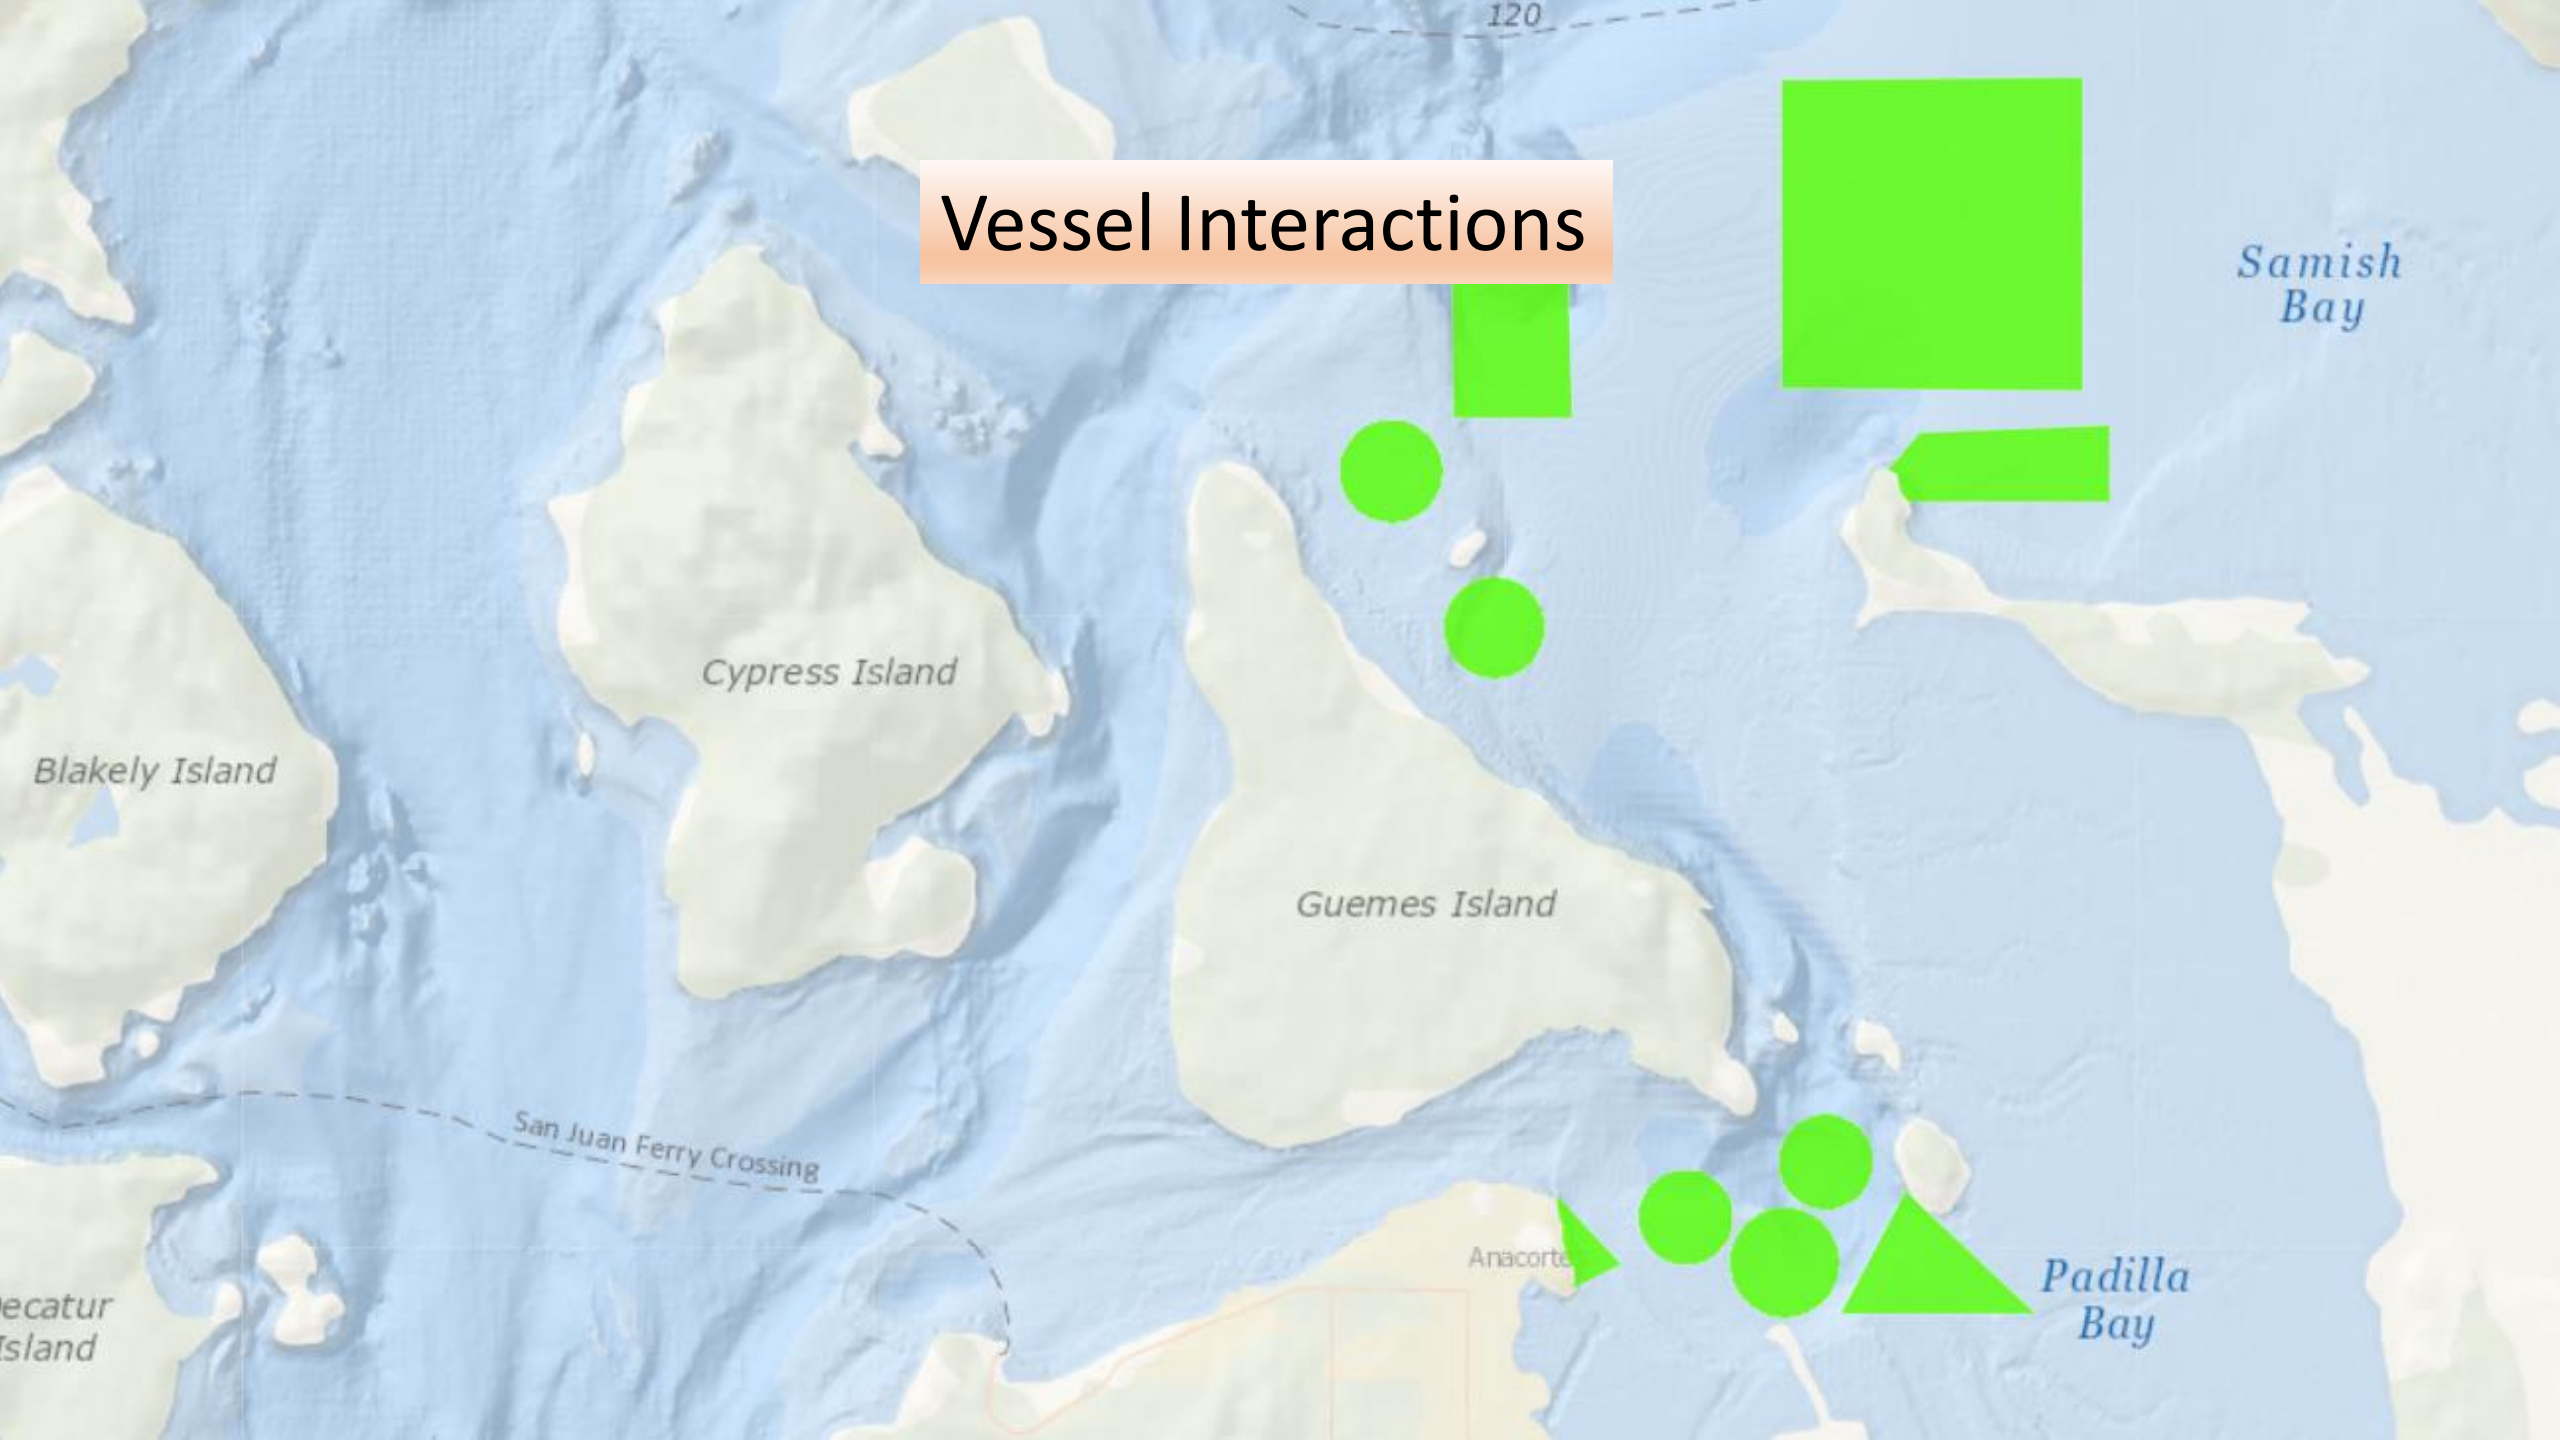 120
Vessel Interactions
Samish
Bay
Cypress Island
Blakely Island
Guemes Island
San Juan Ferry Crossing
Anacorte
Padilla
Bay
ecatur
Island